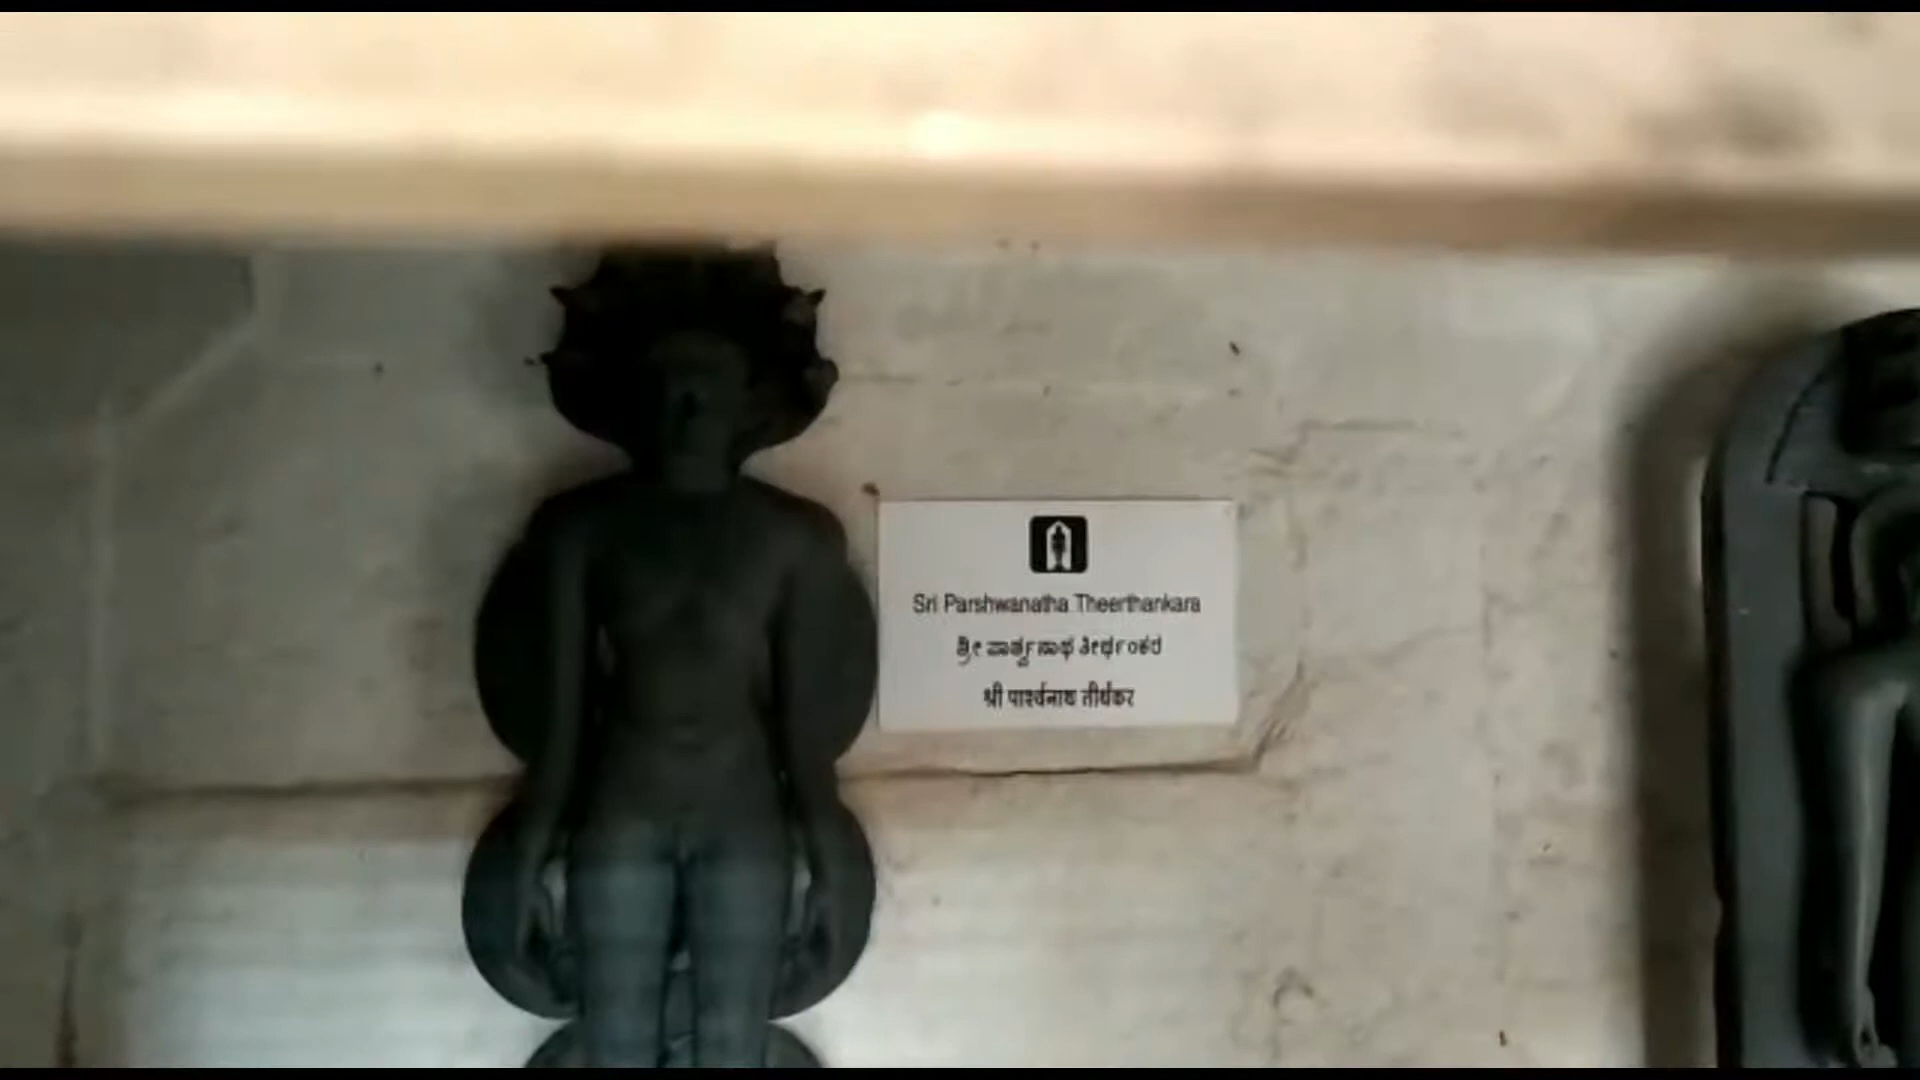 Sri Parshwanatha Theerthankara
ಶ್ರೀ ಪಾರ್ಶ್ವನಾಥ ತೀರ್ಥಂಕರ
श्री पार्श्वनाथ तीर्थंकर